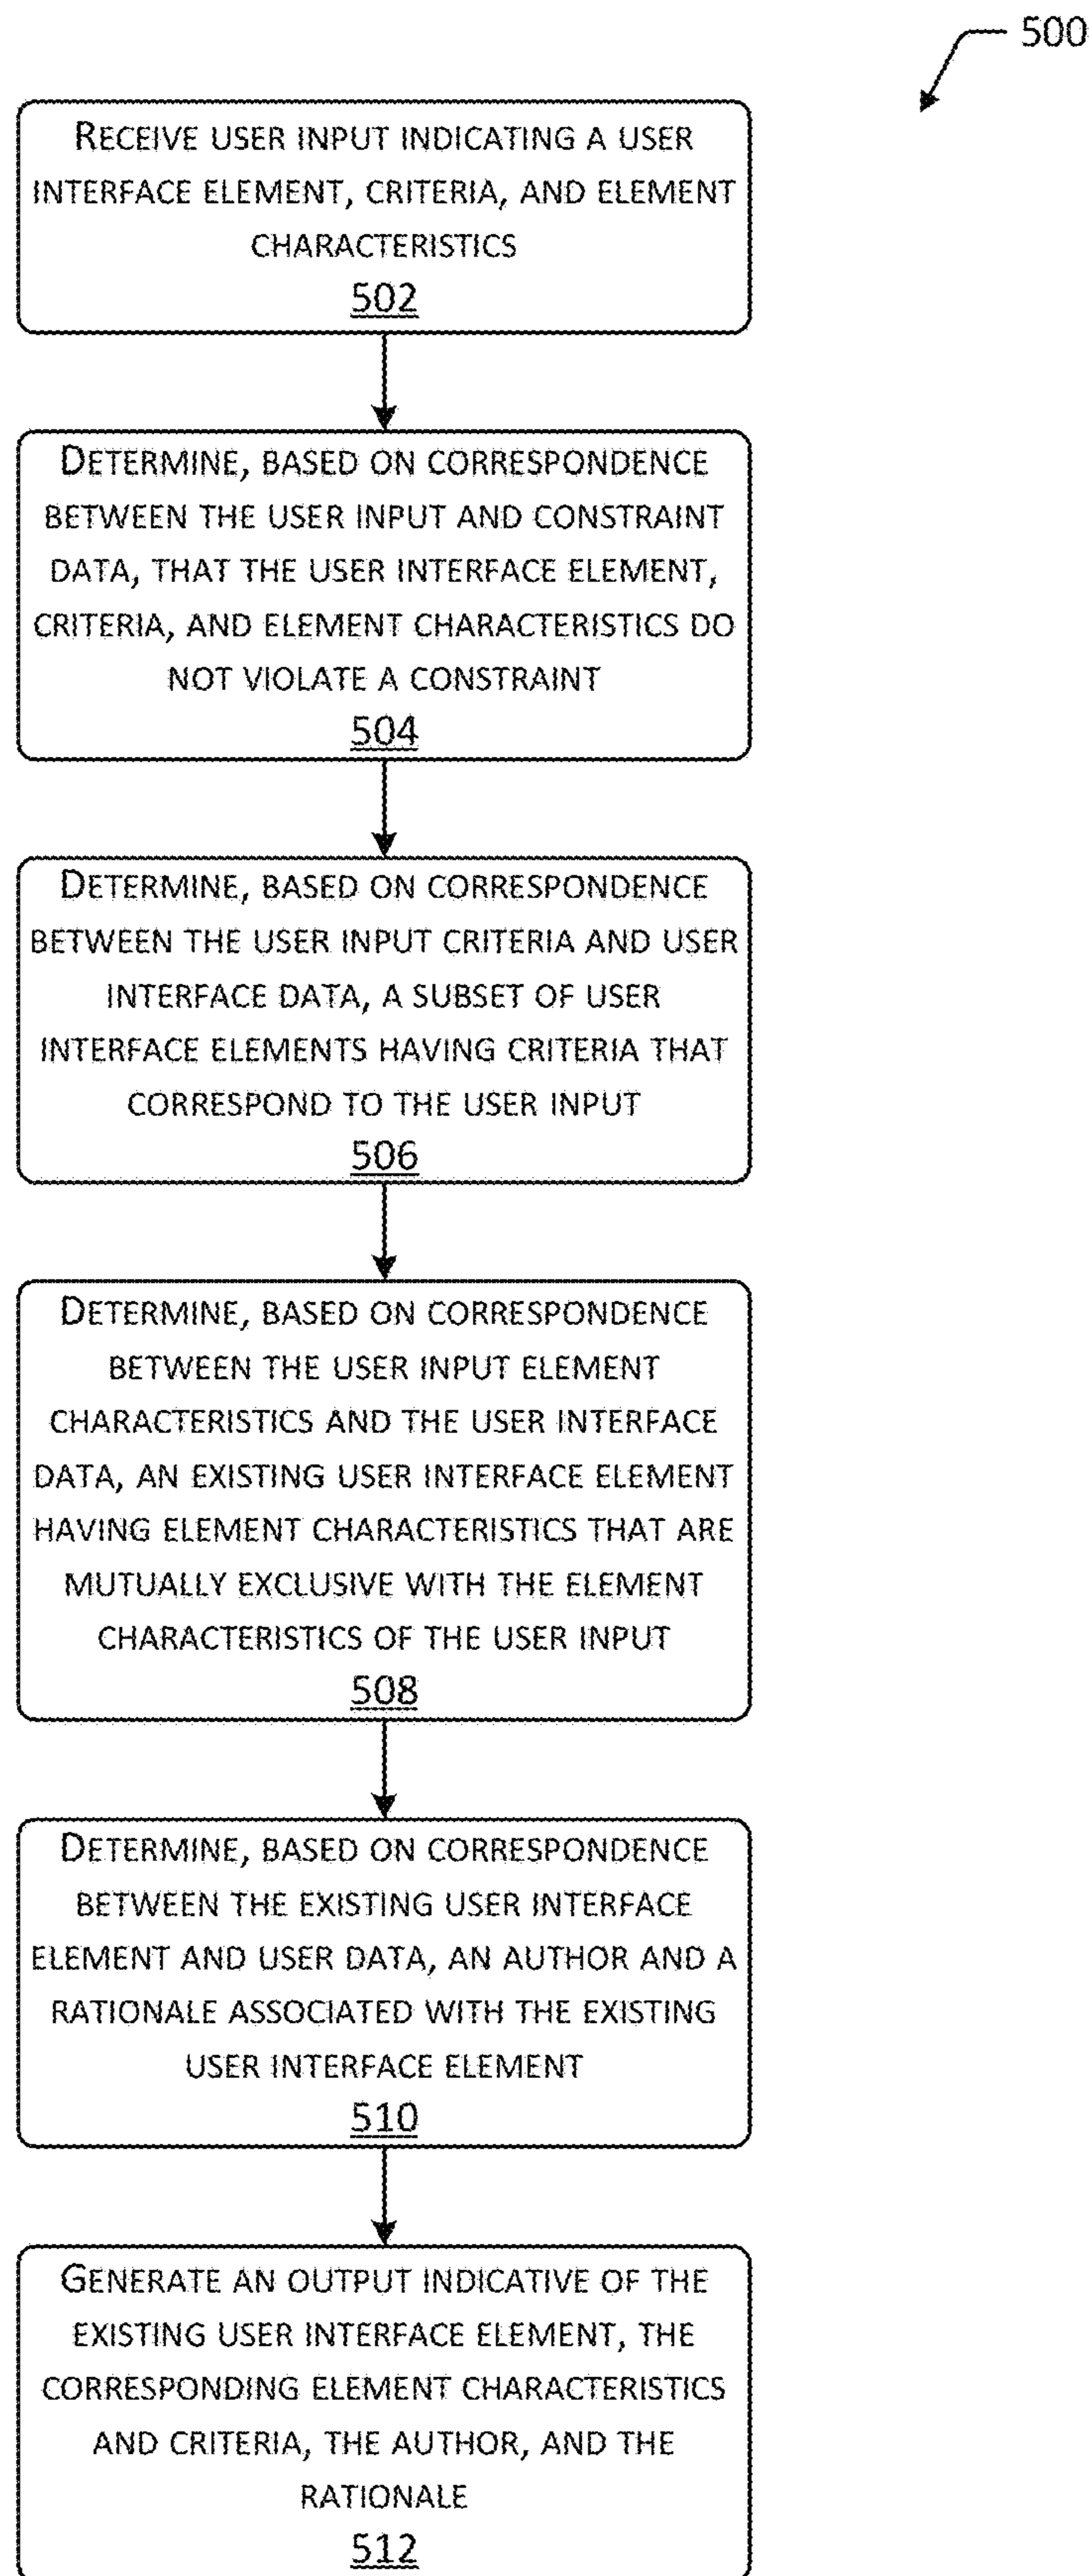 500
RECEIVE USER INPUT INDICATING A USER
INTERFACE ELEMENT, CRITERIA, AND ELEMENT
CHARACTERISTICS
502
DETERMINE, BASED ON CORRESPONDENCE
BETWEEN THE USER INPUT AND CONSTRAINT
DATA, THAT THE USER INTERFACE ELEMENT,
CRITERIA, AND ELEMENT CHARACTERISTICS DO
NOT VIOLATE A CONSTRAINT
504
DETERMINE, BASED ON CORRESPONDENCE
BETWEEN THE USER INPUT CRITERIA AND USER
INTERFACE DATA, A SUBSET OF USER
INTERFACE ELEMENTS HAVING CRITERIA THAT
CORRESPOND TO THE USER INPUT
506
DETERMINE, BASED ON CORRESPONDENCE
BETWEEN THE USER INPUT ELEMENT
CHARACTERISTICS AND THE USER INTERFACE
DATA, AN EXISTING USER INTERFACE ELEMENT
HAVING ELEMENT CHARACTERISTICS THAT ARE
MUTUALLY EXCLUSIVE WITH THE ELEMENT
CHARACTERISTICS OF THE USER INPUT
508
DETERMINE, BASED ON CORRESPONDENCE
BETWEEN THE EXISTING USER INTERFACE
ELEMENT AND USER DATA, AN AUTHOR AND A
RATIONALE ASSOCIATED WITH THE EXISTING
USER INTERFACE ELEMENT
510
GENERATE AN OUTPUT INDICATIVE OF THE
EXISTING USER INTERFACE ELEMENT, THE
CORRESPONDING ELEMENT CHARACTERISTICS
AND CRITERIA, THE AUTHOR, AND THE
RATIONALE
512